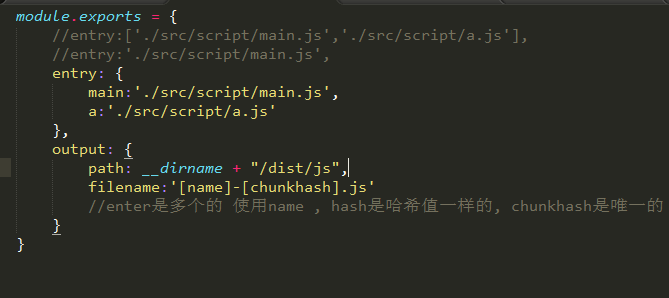 module.exports = {
    //entry:['./src/script/main.js','./src/script/a.js'],
    //entry:'./src/script/main.js',
    entry: {
        main:'./src/script/main.js',
        a:'./src/script/a.js'
    },
    output: {
        path: __dirname + "/dist/js",
        filename:'[name]-[chunkhash].js'
        //enter是多个的 使用name , hash是哈希值一样的, chunkhash是唯一的
    }
}